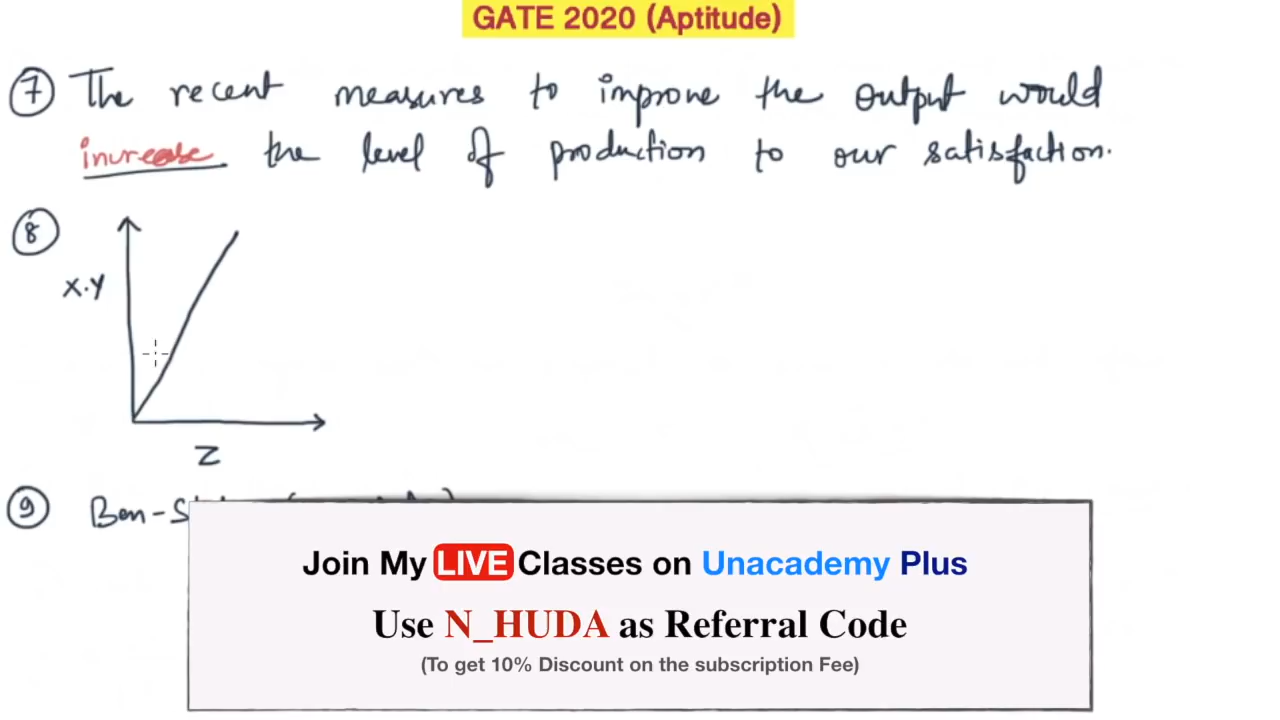 GATE 2020 (Aptitude)
7 The recent measures to improve the output would
increase the level of production to our satisfaction.
8
X.Y
Z
9 Ben-
Join My LIVE Classes on Unacademy Plus
Use N_HUDA as Referral Code
(To get 10% Discount on the subscription Fee)